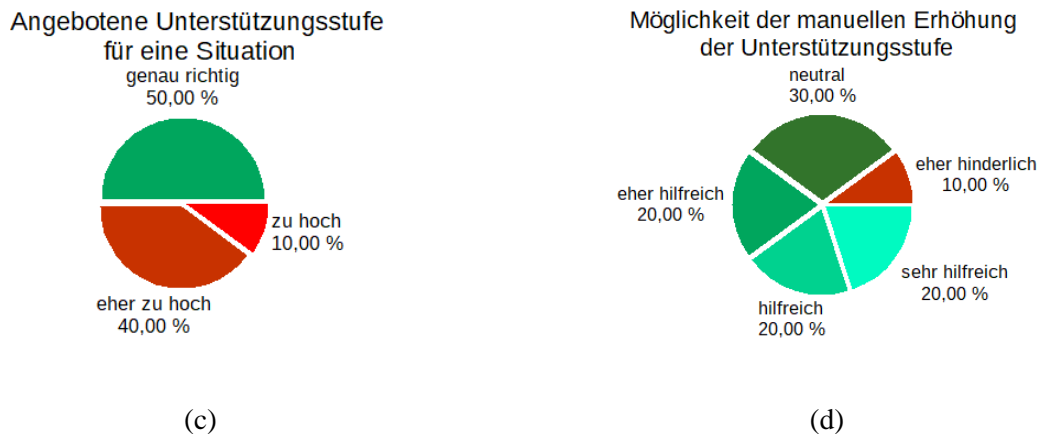 Angebotene Unterstützungsstufe
für eine Situation
genau richtig
50,00 %
zu hoch
10,00 %
eher zu hoch
40,00 %
(c)
Möglichkeit der manuellen Erhöhung
der Unterstützungsstufe
neutral
30,00 %
eher hinderlich
10,00 %
eher hilfreich
20,00 %
sehr hilfreich
20,00 %
hilfreich
20,00 %
(d)